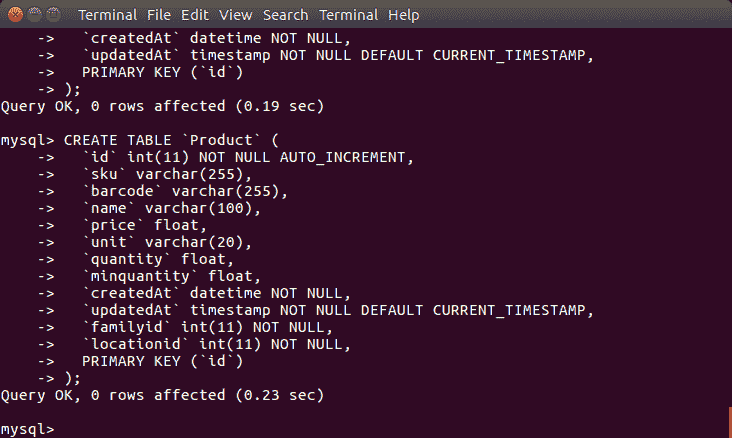 Terminal File Edit View Search Terminal Help
    ->   `createdAt` datetime NOT NULL,
    ->   `updatedAt` timestamp NOT NULL DEFAULT CURRENT_TIMESTAMP,
    ->   PRIMARY KEY (`id`)
    -> );
Query OK, 0 rows affected (0.19 sec)

mysql> CREATE TABLE `Product` (
    ->   `id` int(11) NOT NULL AUTO_INCREMENT,
    ->   `sku` varchar(255),
    ->   `barcode` varchar(255),
    ->   `name` varchar(100),
    ->   `price` float,
    ->   `unit` varchar(20),
    ->   `quantity` float,
    ->   `minquantity` float,
    ->   `createdAt` datetime NOT NULL,
    ->   `updatedAt` timestamp NOT NULL DEFAULT CURRENT_TIMESTAMP,
    ->   `familyid` int(11) NOT NULL,
    ->   `locationid` int(11) NOT NULL,
    ->   PRIMARY KEY (`id`)
    -> );
Query OK, 0 rows affected (0.23 sec)

mysql>